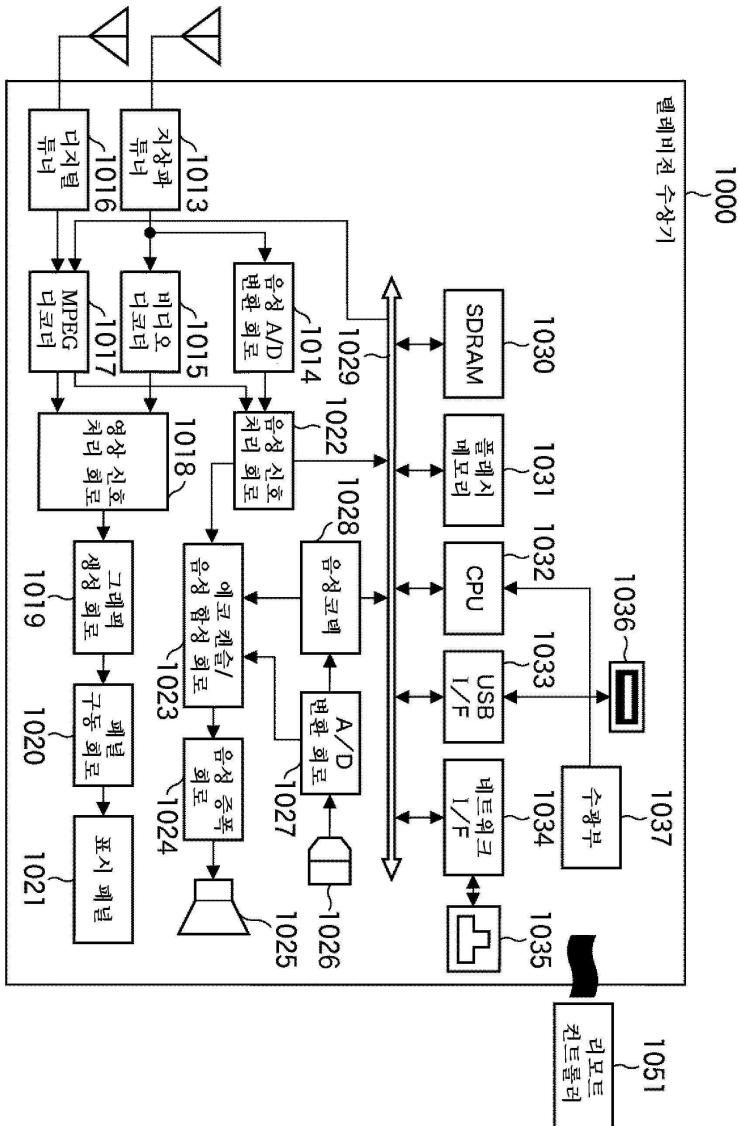 텔레비전 수상기
1000
지상파
튜너
1013
디지털
튜너
1016
음성 A/D
변환 회로
1014
비디오
디코더
1015
MPEG
디코더
1017
1029
SDRAM
1030
플래시
메모리
1031
CPU
1032
USB
I/F
1033
네트워크
I/F
1034
1035
1036
수광부
1037
리모트
컨트롤러
1051
음성 신호
처리 회로
1022
음성코덱
1028
A/D
변환 회로
1027
1026
영상 신호
처리 회로
1018
에코 캔슬/
음성 합성 회로
1023
음성 증폭
회로
1024
1025
그래픽
생성 회로
1019
패널
구동 회로
1020
표시 패널
1021